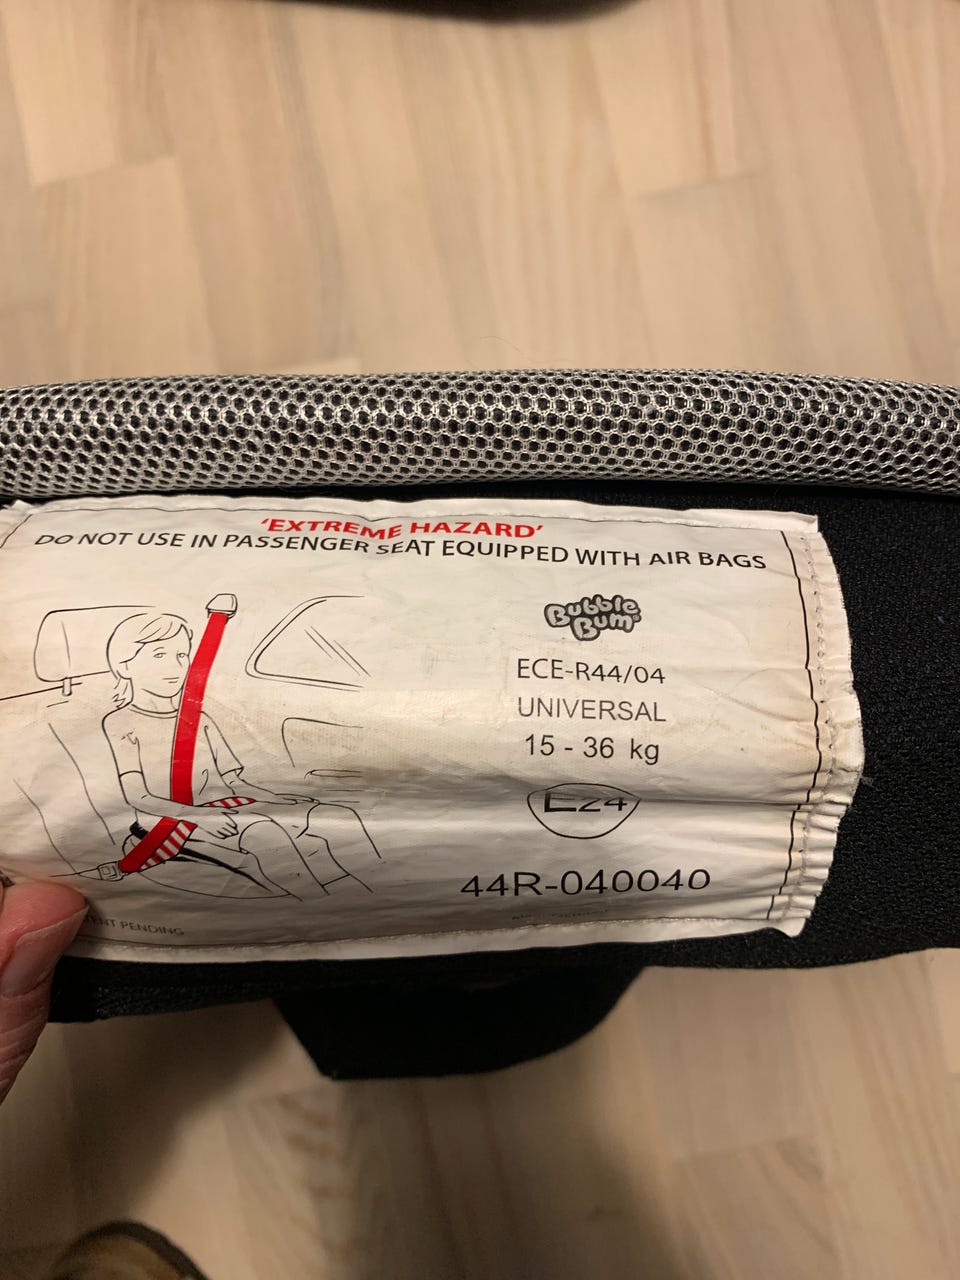 'EXTREME HAZARD'
DO NOT USE IN PASSENGER SEAT EQUIPPED WITH AIR BAGS
Bubble
Bum
ECE-R44/04
UNIVERSAL
15 - 36 kg
E24
44R-040040
PENDING